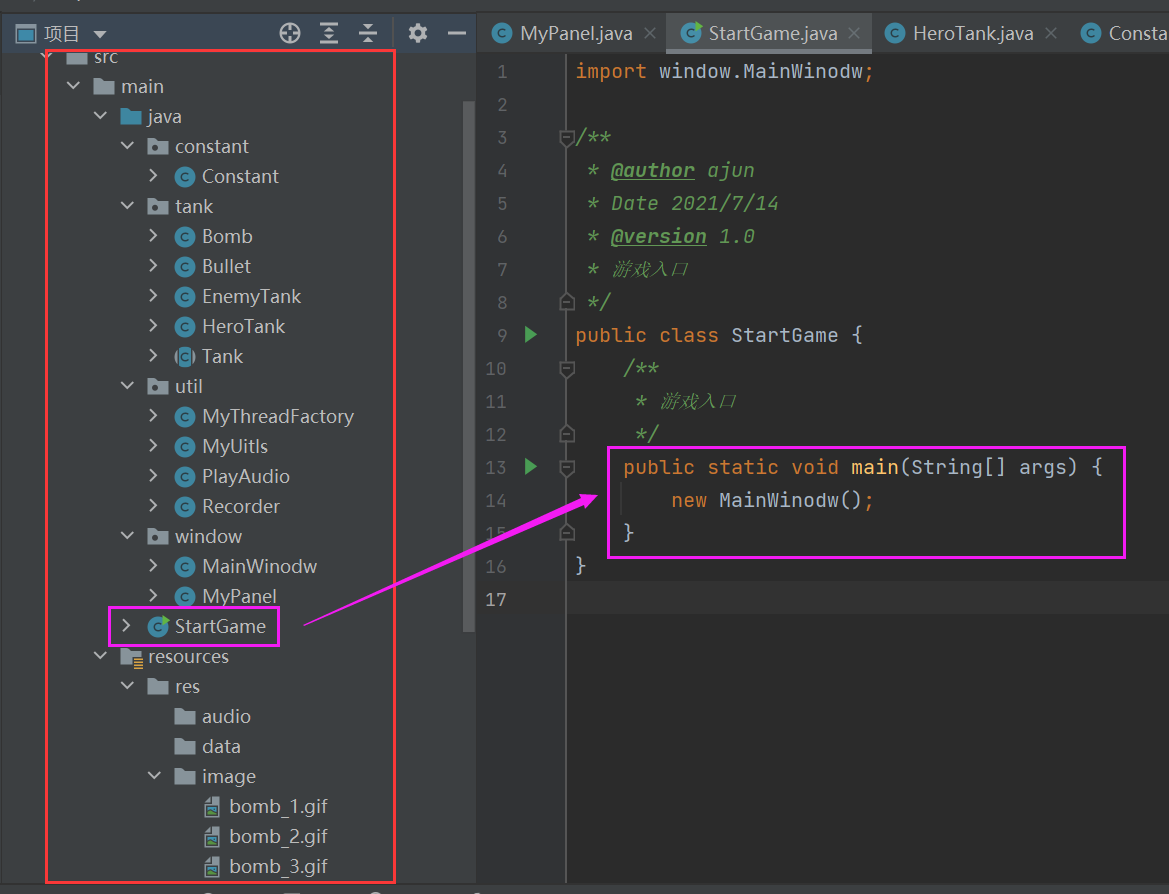 项目
src
main
java
constant
Constant
tank
Bomb
Bullet
EnemyTank
HeroTank
Tank
util
MyThreadFactory
MyUitls
PlayAudio
Recorder
window
MainWinodw
MyPanel
StartGame
resources
res
audio
data
image
bomb_1.gif
bomb_2.gif
bomb_3.gif
MyPanel.java StartGame.java HeroTank.java Consta
1 import window.MainWinodw;
2
3 /**
4 * @author ajun
5 * Date 2021/7/14
6 * @version 1.0
7 * 游戏入口
8 */
9 public class StartGame {
10 /**
11 * 游戏入口
12 */
13 public static void main(String[] args) {
14 new MainWinodw();
15 }
16 }
17